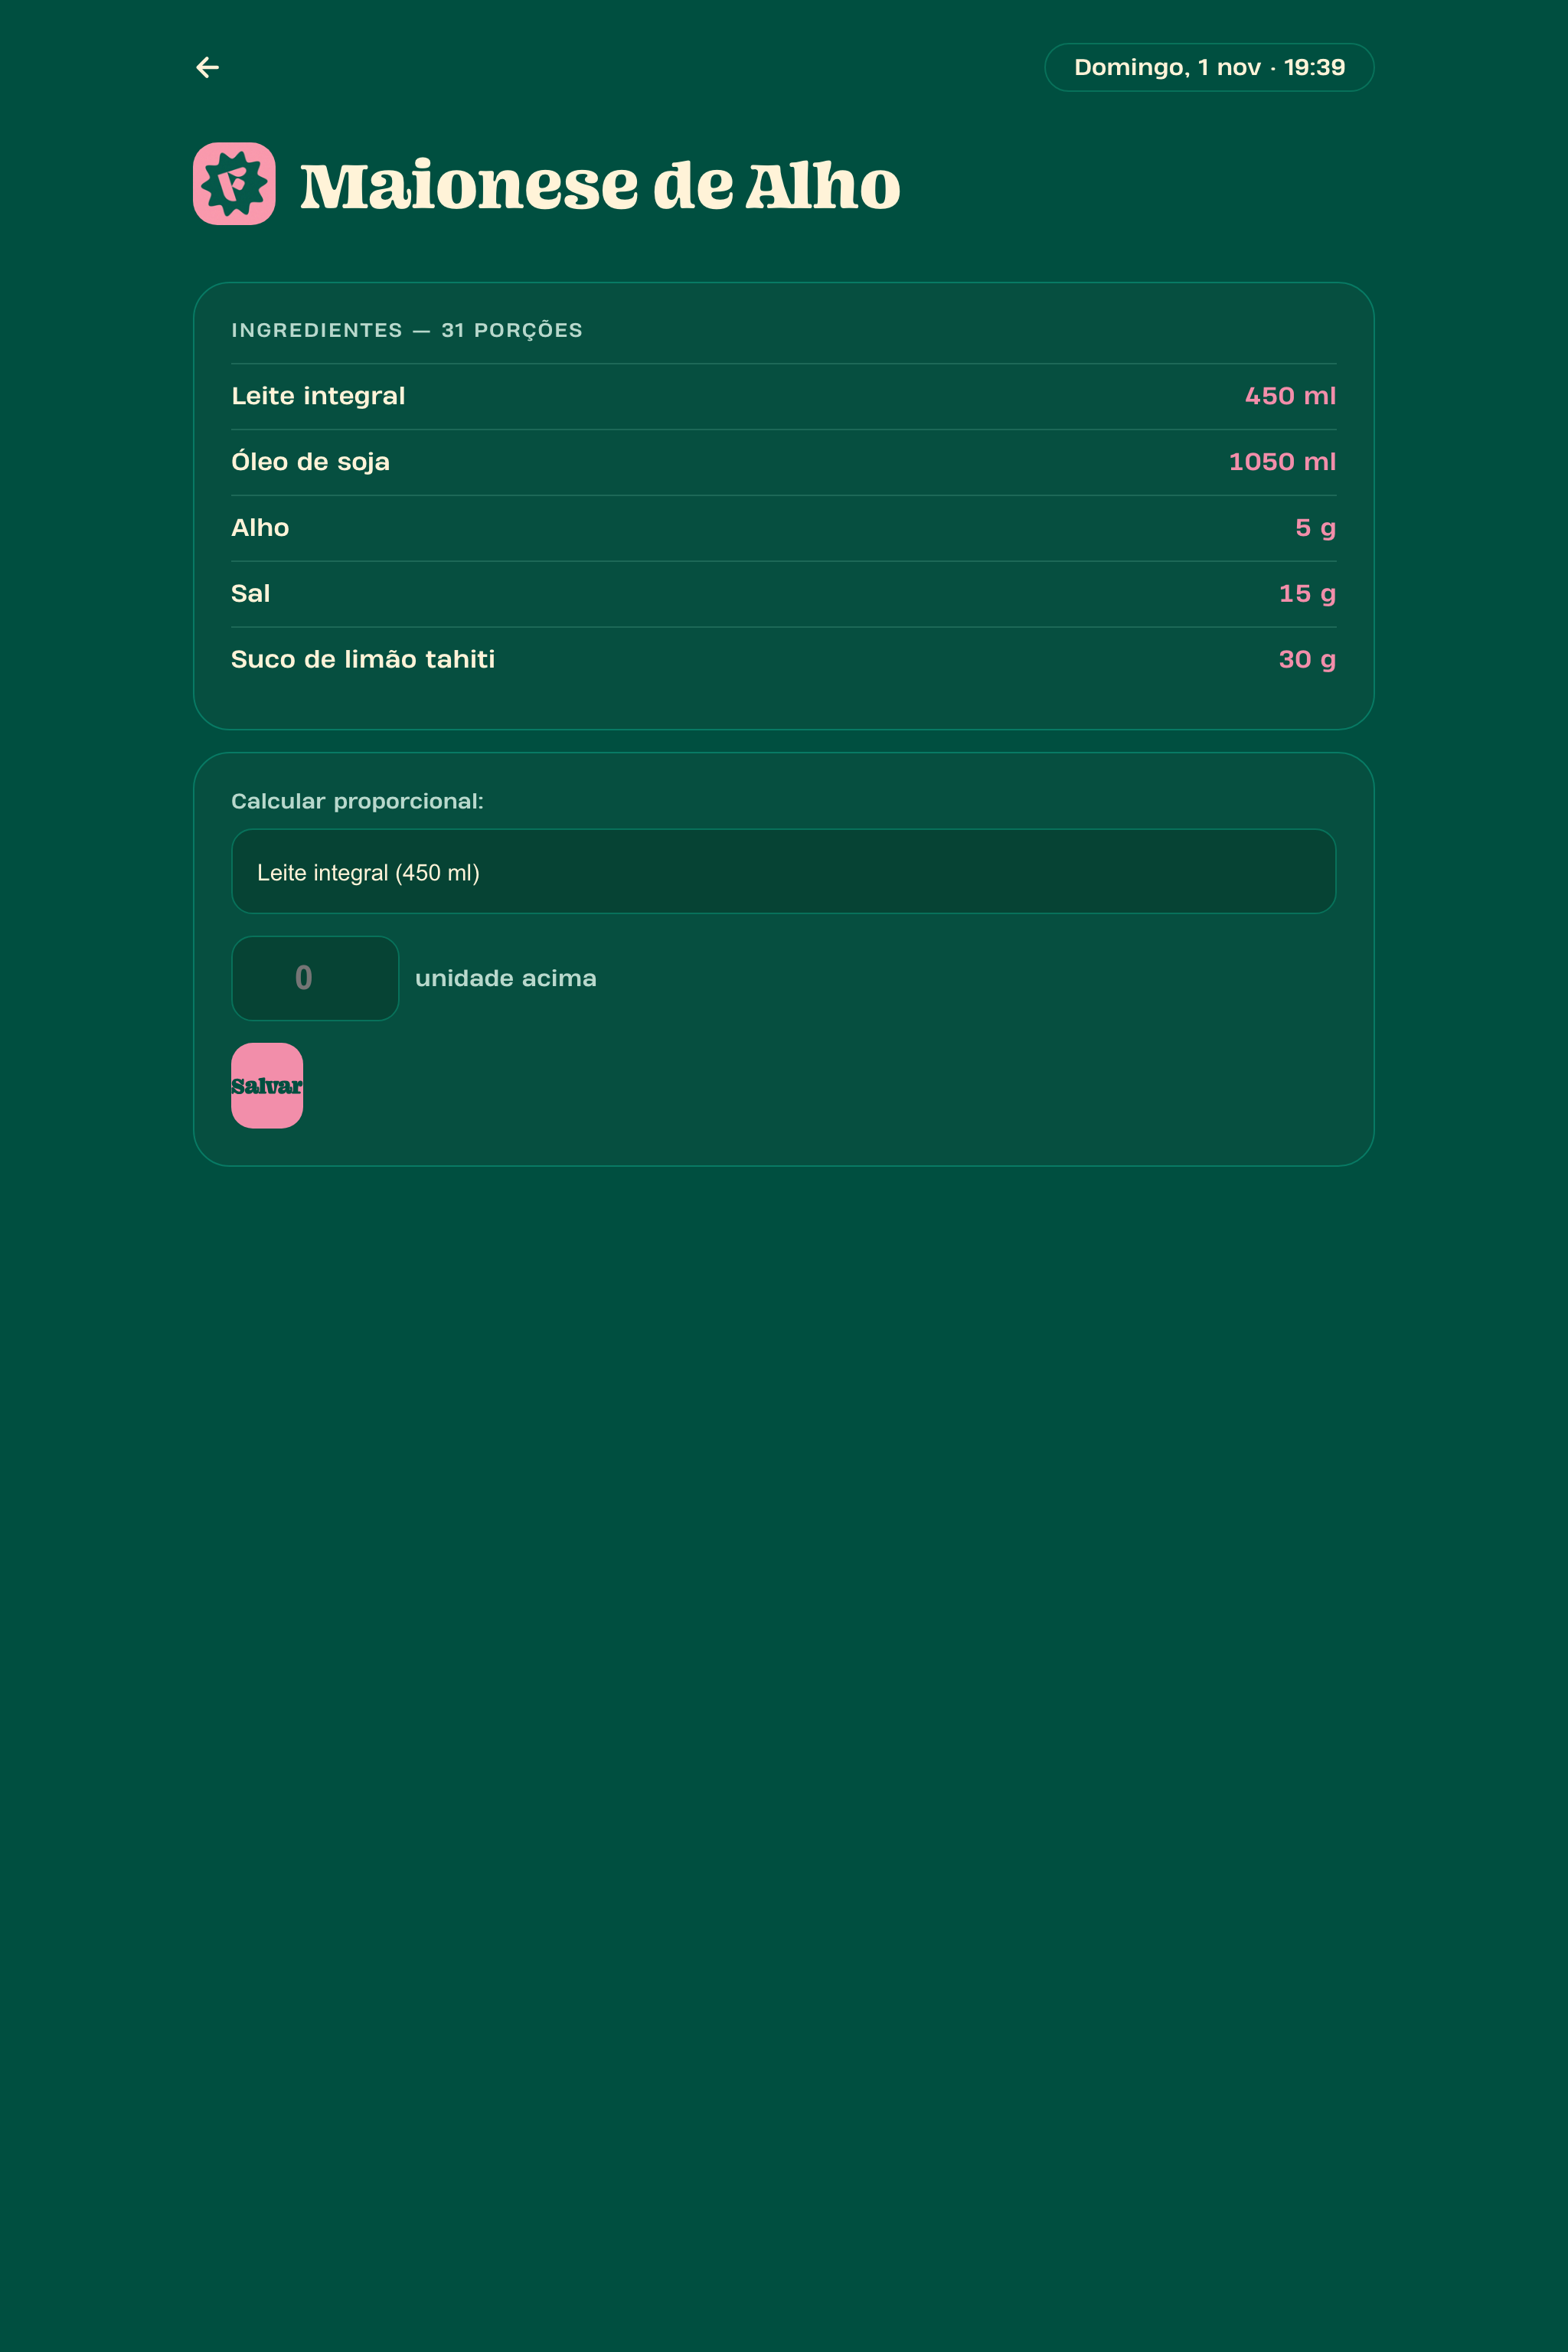 Domingo, 1 nov · 19:39
Maionese de Alho
INGREDIENTES — 31 PORÇÕES
Leite integral 450 ml
Óleo de soja 1050 ml
Alho 5 g
Sal 15 g
Suco de limão tahiti 30 g
Calcular proporcional:
Leite integral (450 ml)
0 unidade acima
Salvar